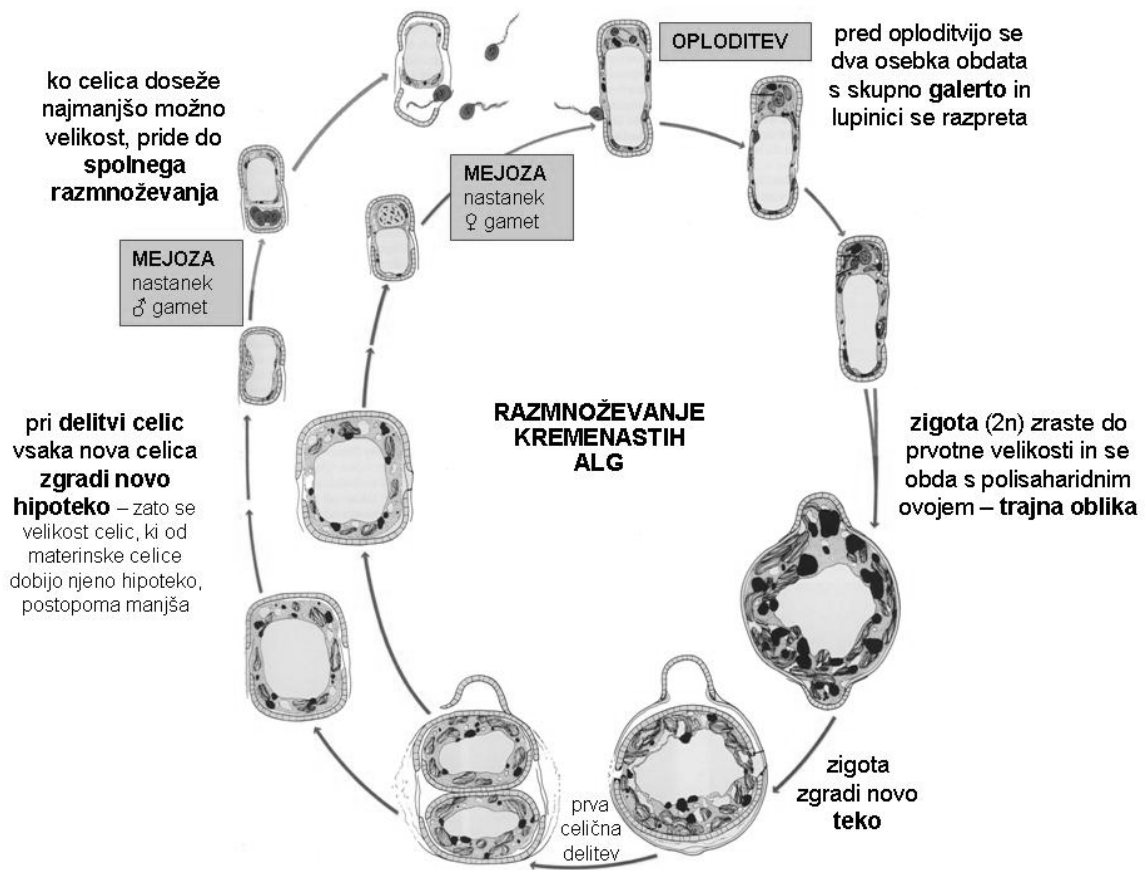 OPLODITEV
pred oploditvijo se
dva osebka obdata
s skupno galerto in
lupinici se razpreta
ko celica doseže
najmanjšo možno
velikost, pride do
spolnega
razmnoževanja
MEJOZA
nastanek
♀ gamet
MEJOZA
nastanek
♂ gamet
RAZMNOŽEVANJE
KREMENASTIH
ALG
pri delitvi celic
vsaka nova celica
zgradi novo
hipoteko – zato se
velikost celic, ki od
materinske celice
dobijo njeno hipoteko,
postopoma manjša
zigota (2n) zraste do
prvotne velikosti in se
obda s polisaharidnim
ovojem – trajna oblika
zigota
zgradi novo
teko
prva
celična
delitev